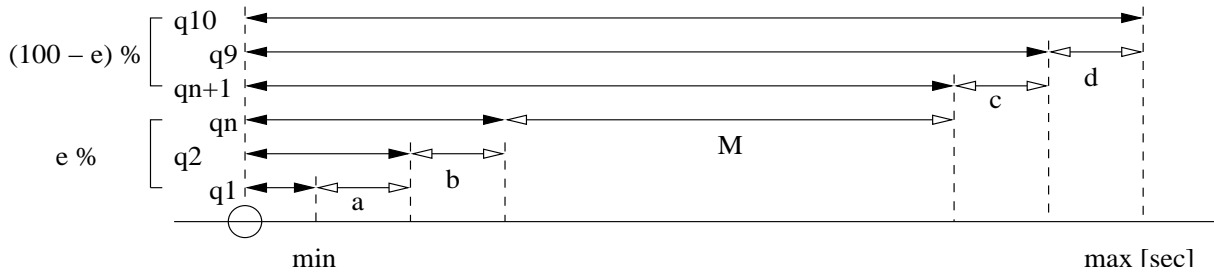 q10
(100 – e) %
q9
d
qn+1
c
qn
M
e %
q2
b
q1
a
min
max [sec]